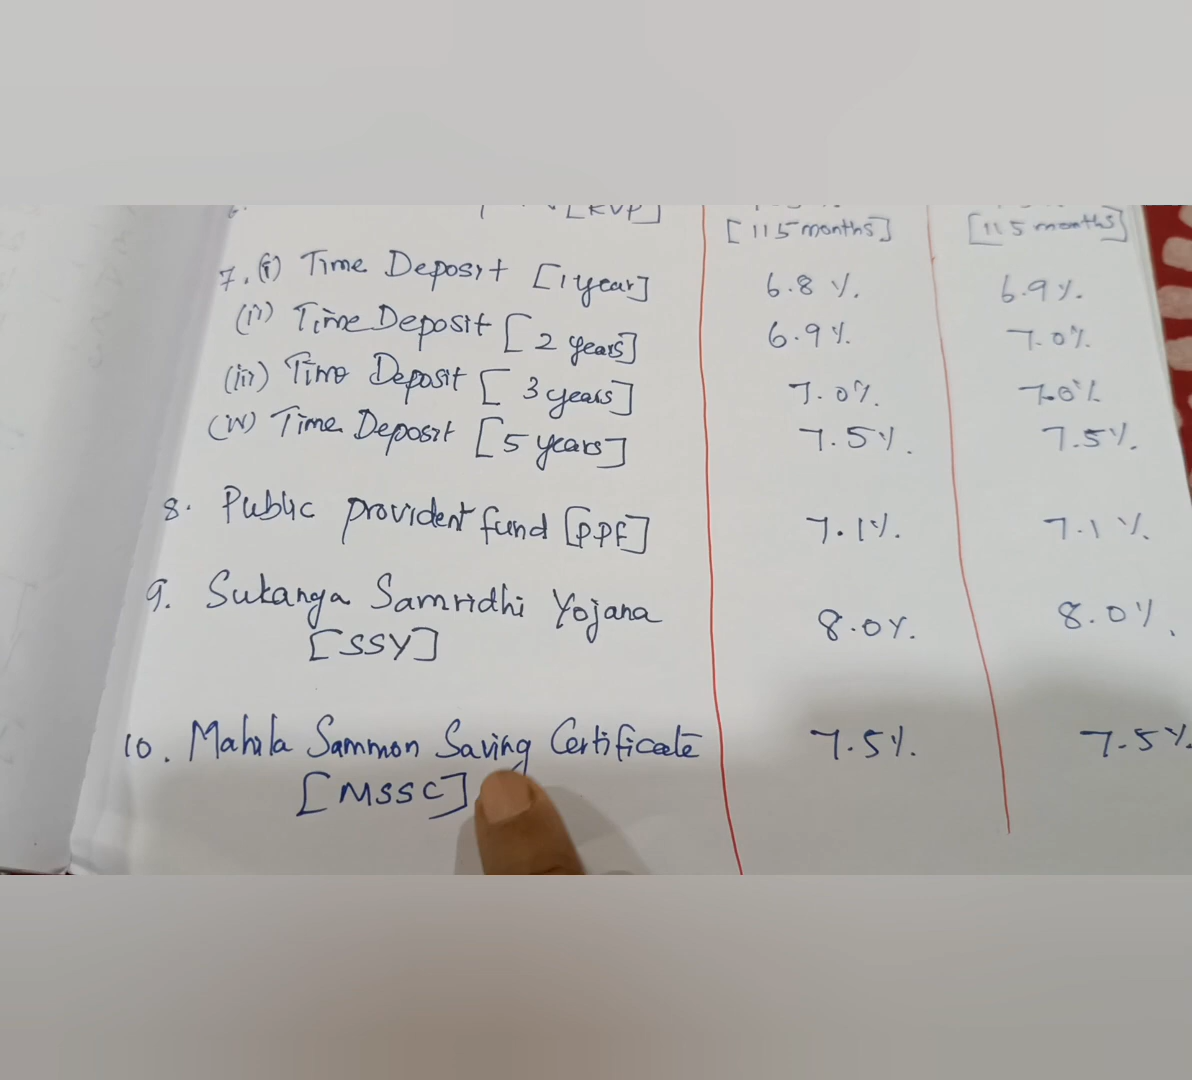 [KVP]
[115 months] [115 months]
7. (i) Time Deposit [1 year] 6.8 % 6.9%
(ii) Time Deposit [2 years] 6.9% 7.0%
(iii) Time Deposit [3 years] 7.0% 7.0%
(iv) Time Deposit [5 years] 7.5% 7.5%
8. Public provident fund [PPF] 7.1% 7.1%
9. Sukanya Samridhi Yojana 8.0% 8.0%
[SSY]
10. Mahila Sammon Saving Certificate 7.5% 7.5%
[MSSC]